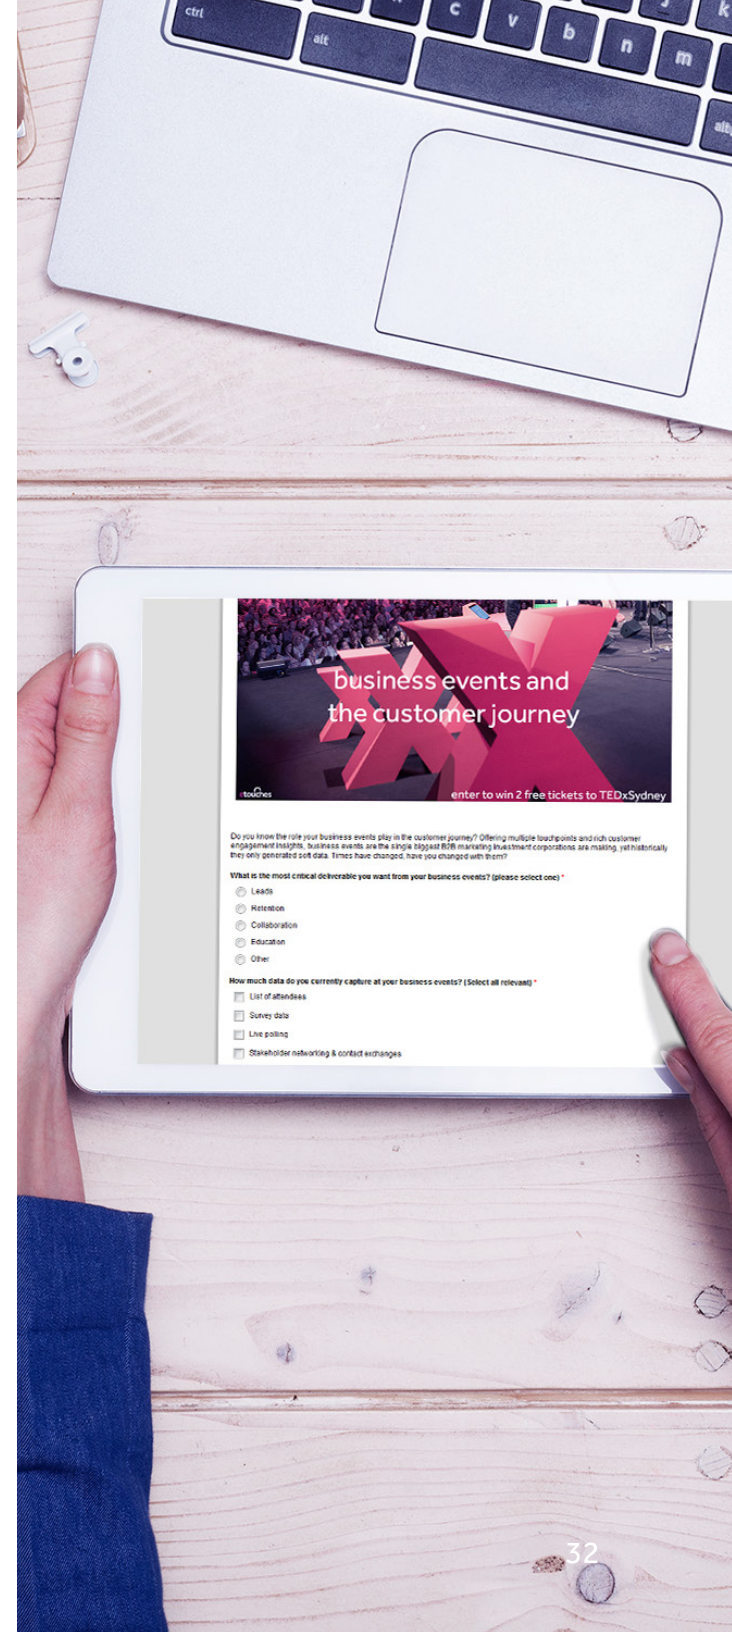 ctrl
alt
c
v
b
n
m
j
k
alt
business events and
the customer journey
etouches
enter to win 2 free tickets to TEDxSydney
Do you know the role your business events play in the customer journey? Offering multiple touchpoints and rich customer
engagement insights, business events are the single biggest B2B marketing investment corporations are making, yet historically
they only generated soft data. Times have changed, have you changed with them?
What is the most critical deliverable you want from your business events? (please select one) *
Leads
Retention
Collaboration
Education
Other
How much data do you currently capture at your business events? (Select all relevant) *
List of attendees
Survey data
Live polling
Stakeholder networking & contact exchanges
32